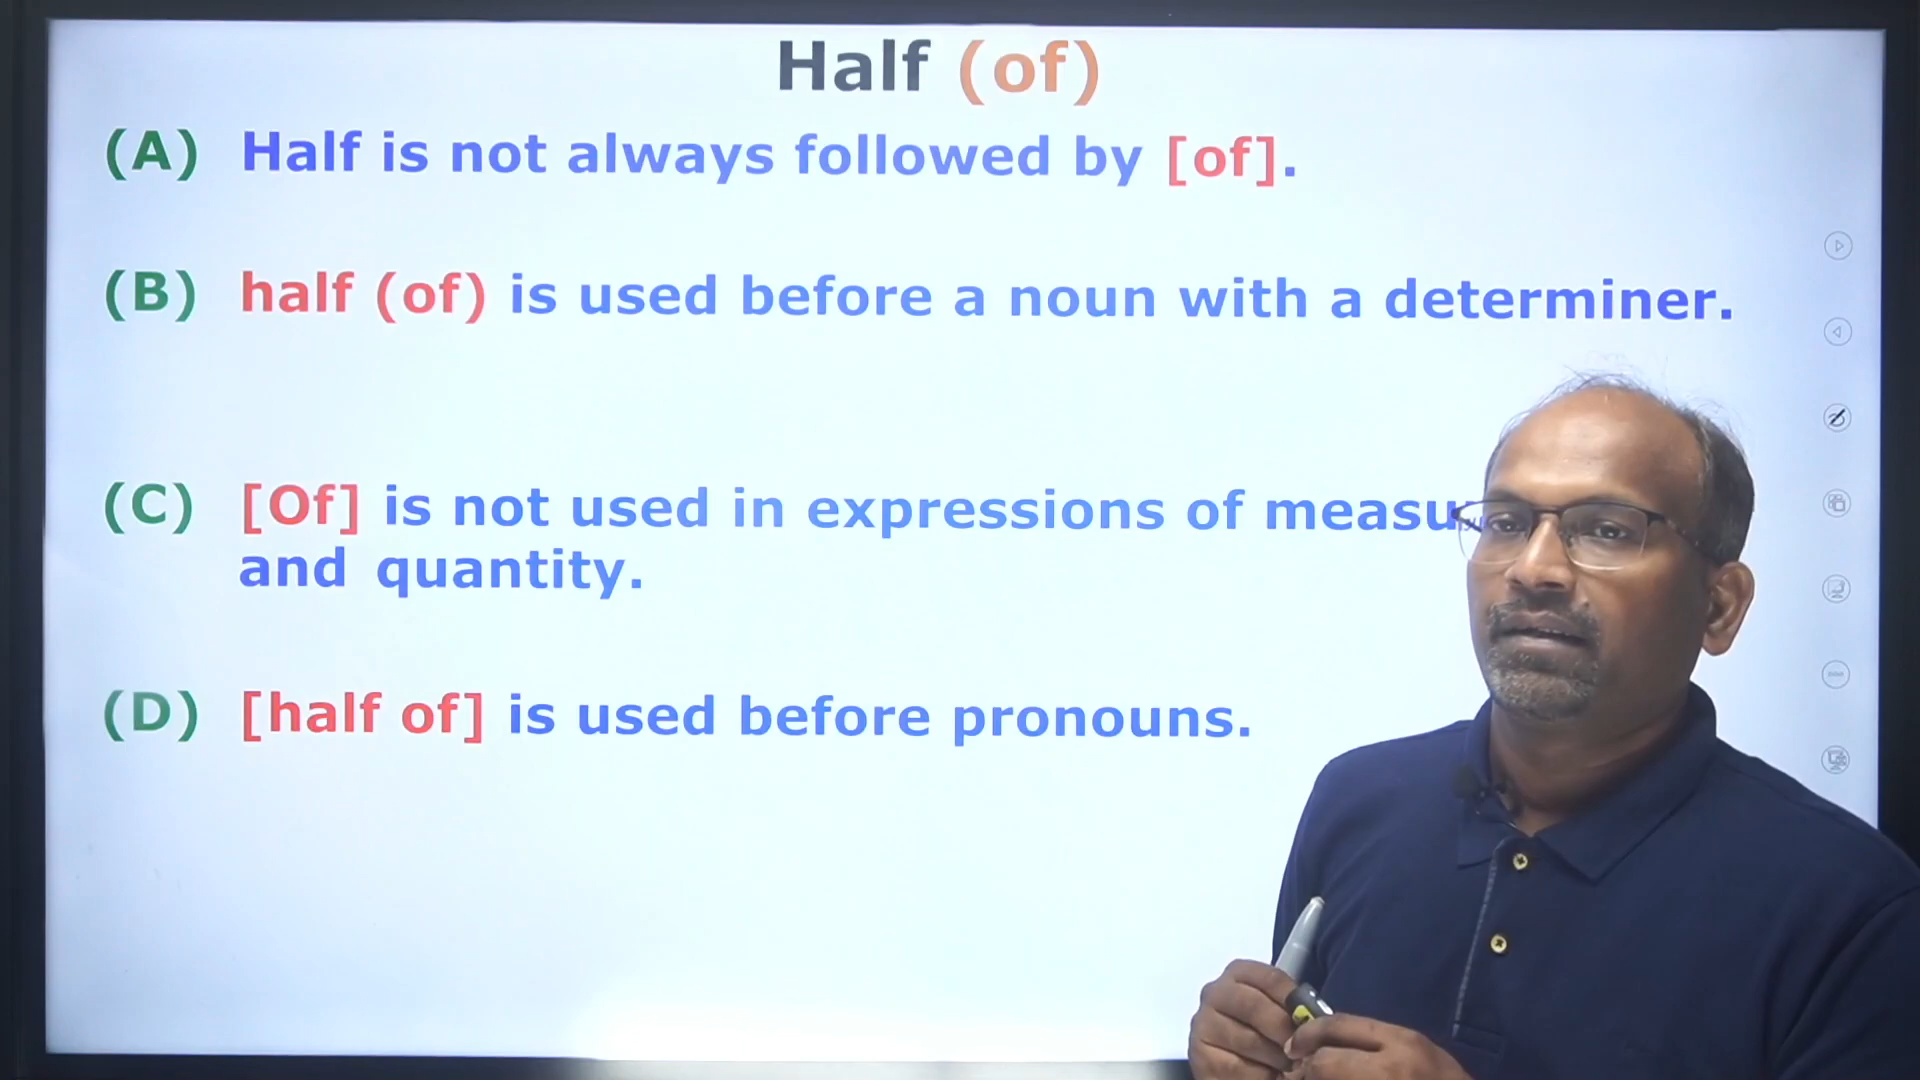 Half (of)
(A) Half is not always followed by [of].
(B) half (of) is used before a noun with a determiner.
(C) [Of] is not used in expressions of
and quantity.
(D) [half of] is used before pronouns.